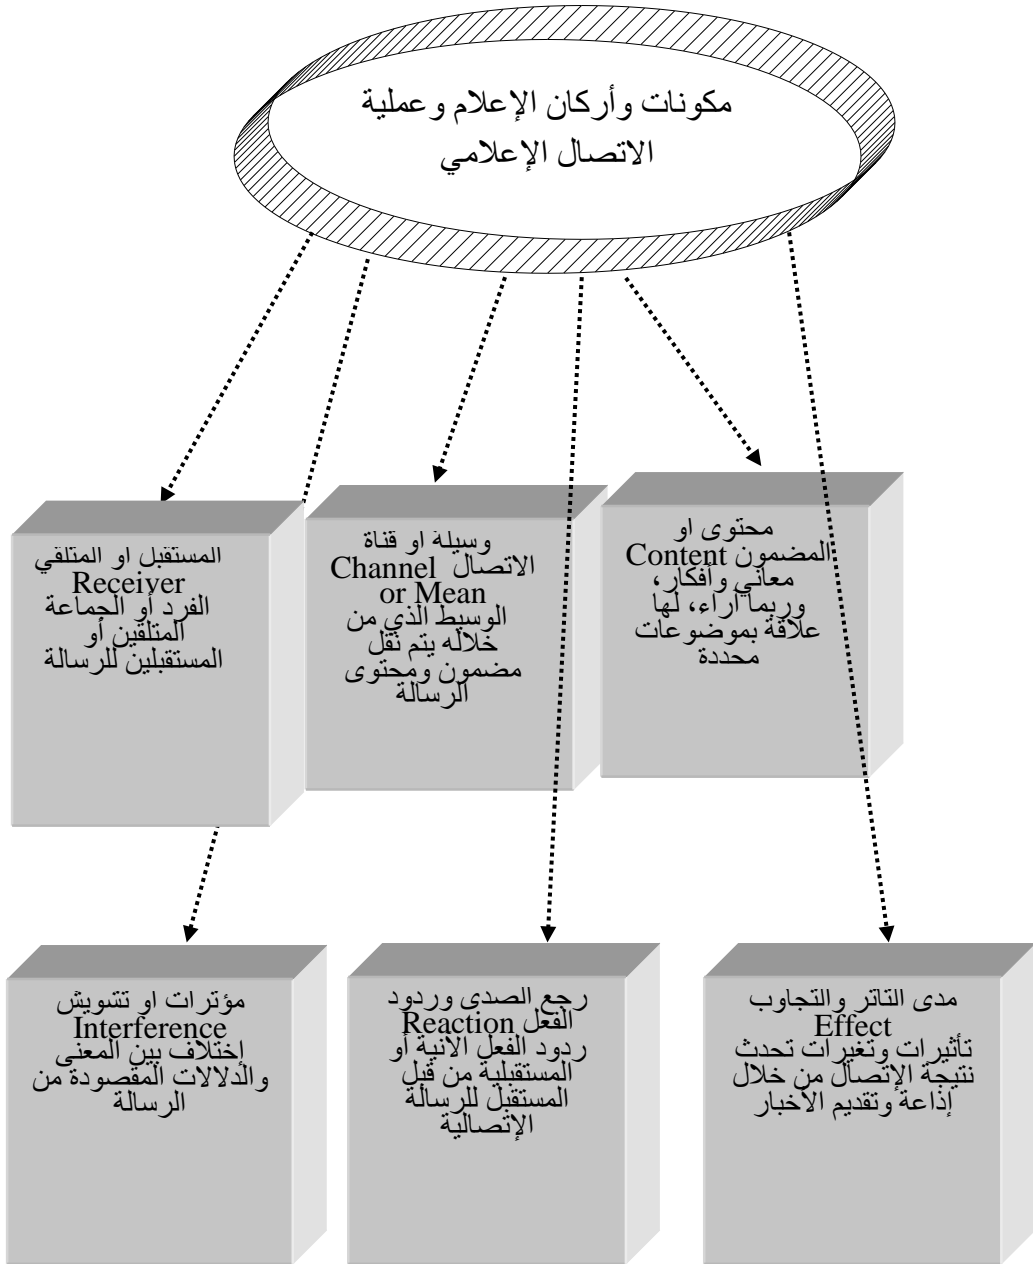 مكونات وأركان الإعلام وعملية
الاتصال الإعلامي
محتوى او
المضمون Content
معاني وأفكار،
وربما آراء، لها
علاقة بموضوعات
محددة
وسيلة او قناة
الاتصال Channel
or Mean
الوسيط الذي من
خلاله يتم نقل
مضمون ومحتوى
الرسالة
المستقبل او المتلقي
Receiver
الفرد أو الجماعة
المتلقين أو
المستقبلين للرسالة
مدى التاثر والتجاوب
Effect
تأثيرات وتغيرات تحدث
نتيجة الإتصال من خلال
إذاعة وتقديم الأخبار
رجع الصدى وردود
الفعل Reaction
ردود الفعل الآنية أو
المستقبلية من قبل
المستقبل للرسالة
الإتصالية
مؤثرات او تشويش
Interference
إختلاف بين المعنى
والدلالات المقصودة من
الرسالة